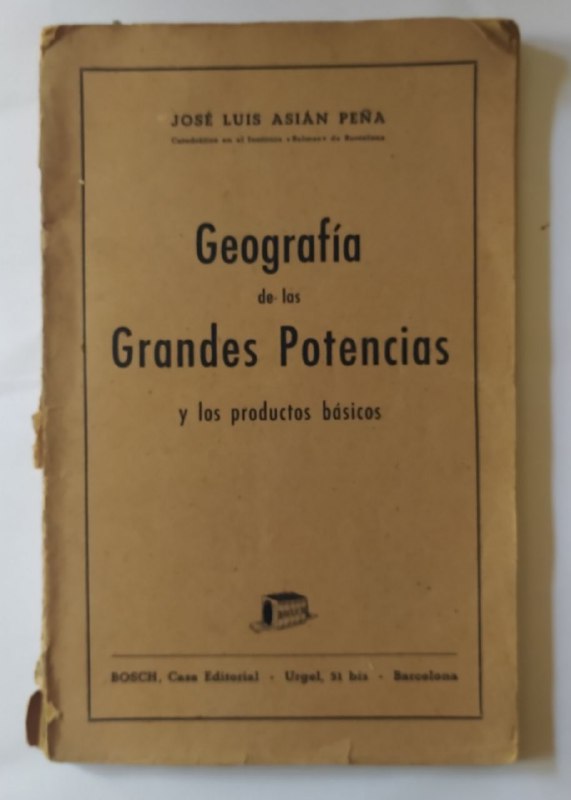 JOSÉ LUIS ASIÁN PEÑA
Catedrático en el Instituto «Balmes» de Barcelona
Geografía
de las
Grandes Potencias
y los productos básicos
BOSCH
BOSCH, Casa Editorial - Urgel, 51 bis - Barcelona